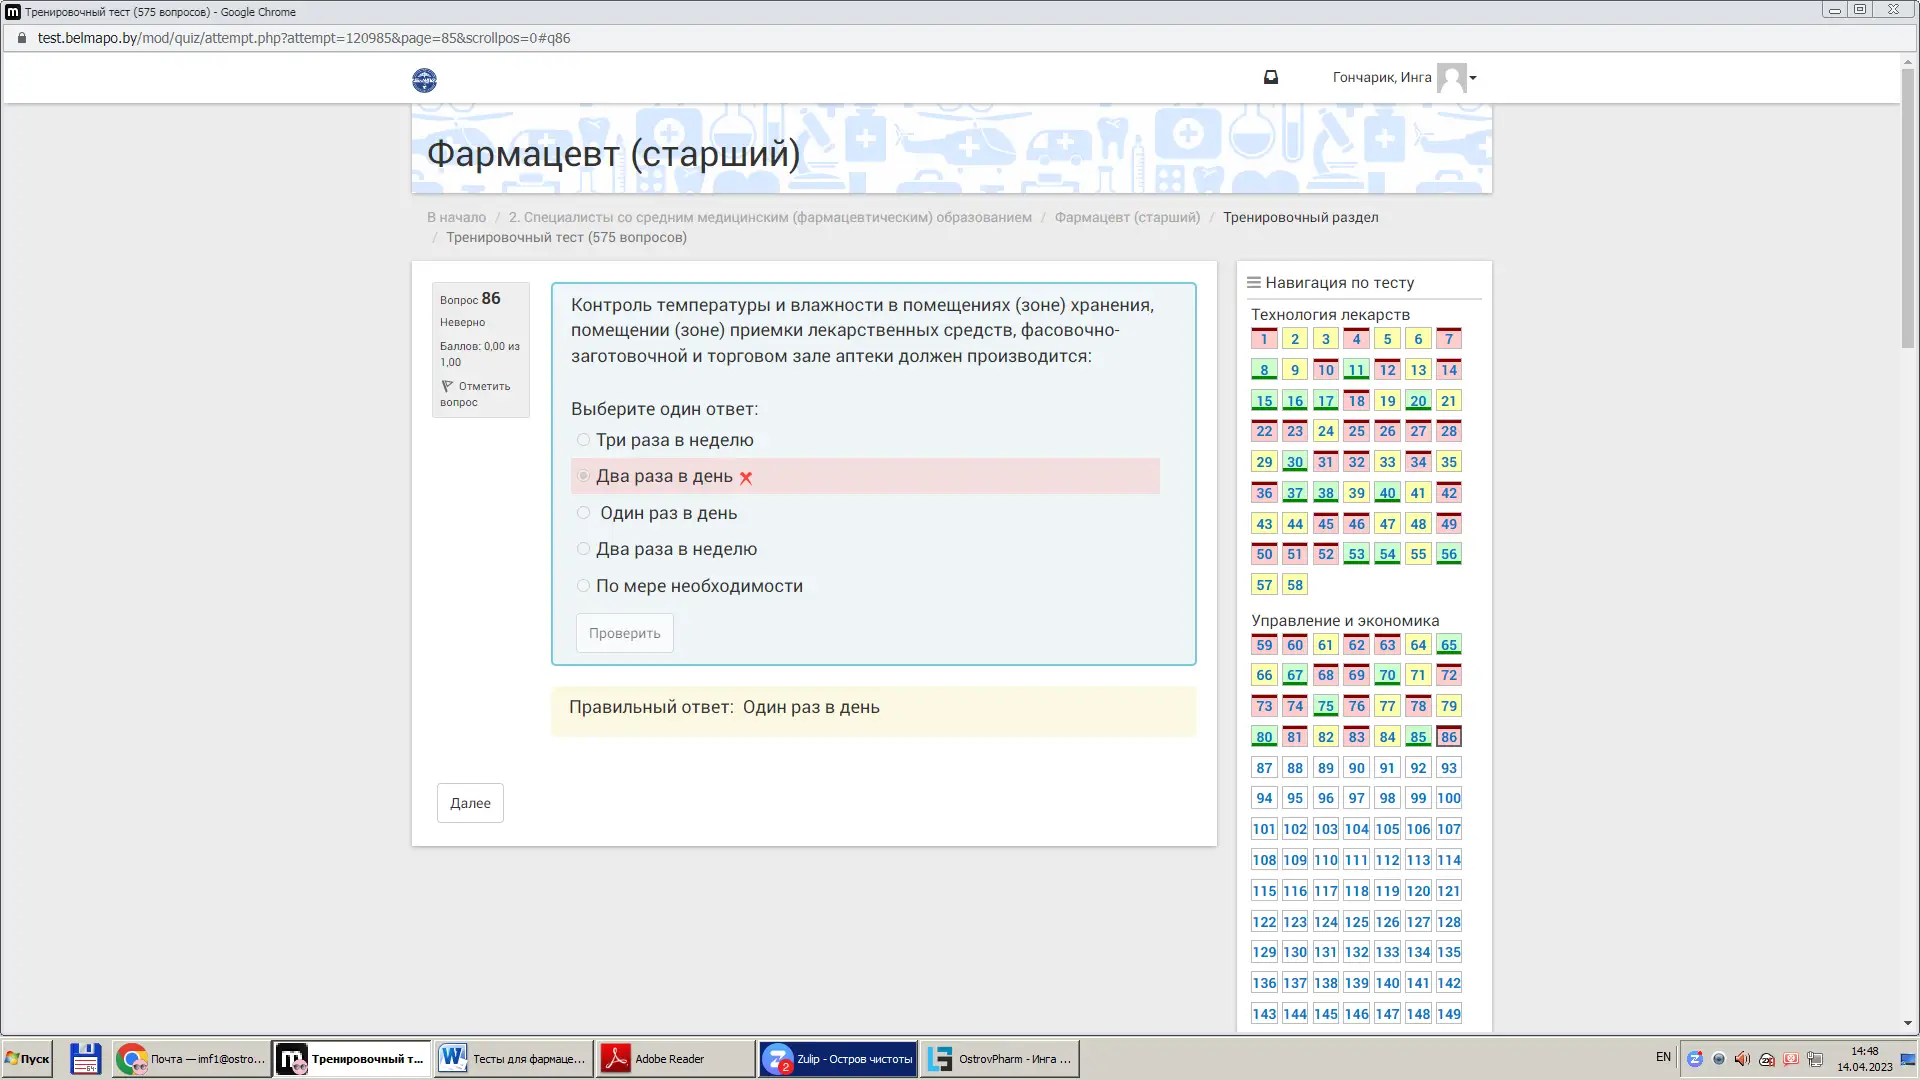 Тренировочный тест (575 вопросов) - Google Chrome
test.belmapo.by/mod/quiz/attempt.php?attempt=120985&page=85&scrollpos=0#q86
Гончарик, Инга
Фармацевт (старший)
В начало / 2. Специалисты со средним медицинским (фармацевтическим) образованием / Фармацевт (старший) / Тренировочный раздел
/ Тренировочный тест (575 вопросов)
Вопрос 86
Неверно
Баллов: 0,00 из
1,00
Отметить
вопрос
Контроль температуры и влажности в помещениях (зоне) хранения,
помещении (зоне) приемки лекарственных средств, фасовочно-
заготовочной и торговом зале аптеки должен производится:
Выберите один ответ:
Три раза в неделю
Два раза в день
Один раз в день
Два раза в неделю
По мере необходимости
Проверить
Правильный ответ: Один раз в день
Далее
Навигация по тесту
Технология лекарств
1 2 3 4 5 6 7
8 9 10 11 12 13 14
15 16 17 18 19 20 21
22 23 24 25 26 27 28
29 30 31 32 33 34 35
36 37 38 39 40 41 42
43 44 45 46 47 48 49
50 51 52 53 54 55 56
57 58
Управление и экономика
59 60 61 62 63 64 65
66 67 68 69 70 71 72
73 74 75 76 77 78 79
80 81 82 83 84 85 86
87 88 89 90 91 92 93
94 95 96 97 98 99 100
101 102 103 104 105 106 107
108 109 110 111 112 113 114
115 116 117 118 119 120 121
122 123 124 125 126 127 128
129 130 131 132 133 134 135
136 137 138 139 140 141 142
143 144 145 146 147 148 149
Пуск
Почта — imf1@ostro...
Тренировочный т...
Тесты для фармаце...
Adobe Reader
Zulip - Остров чистоты
OstrovPharm - Инга ...
EN
14:48
14.04.2023